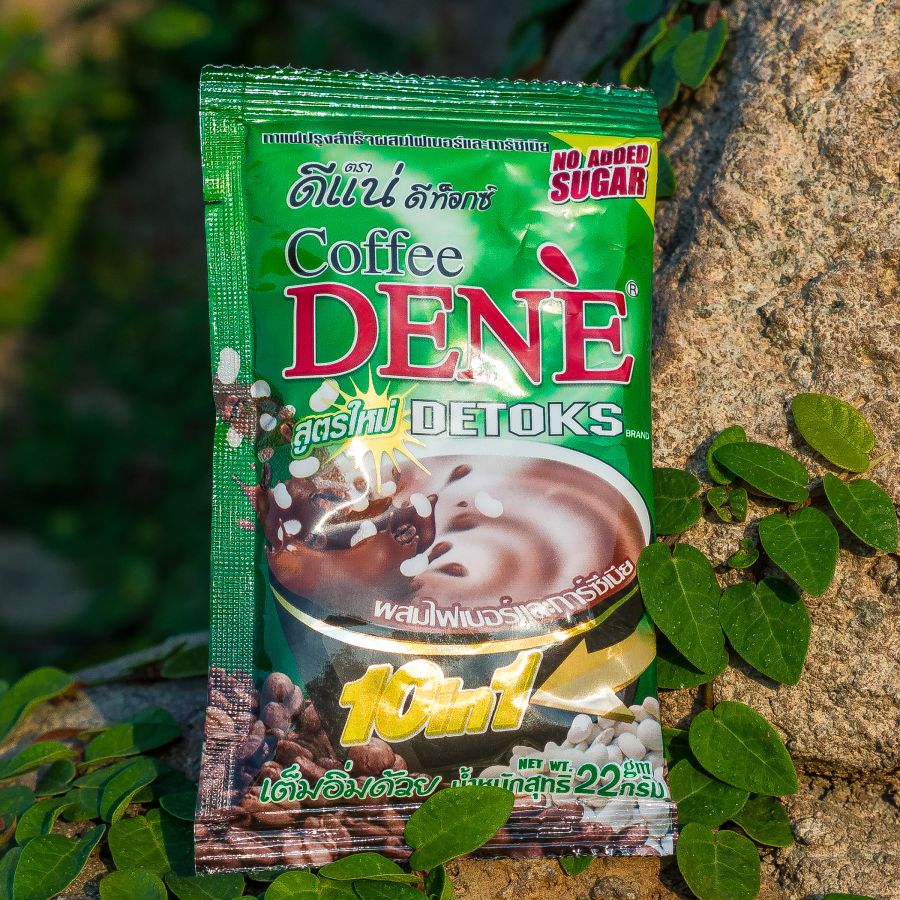 กาแฟปรุงสำเร็จผสมไฟเบอร์และการ์ซีเนีย
NO ADDED
SUGAR
ตรา
ดีแน่ ดีท็อกซ์
Coffee
DENÈ®
สูตรใหม่ DETOKS BRAND
ผสมไฟเบอร์และการ์ซีเนีย
10 in 1
เต็มอิ่มด้วย
NET WT. 22 gm
น้ำหนักสุทธิ 22 กรัม